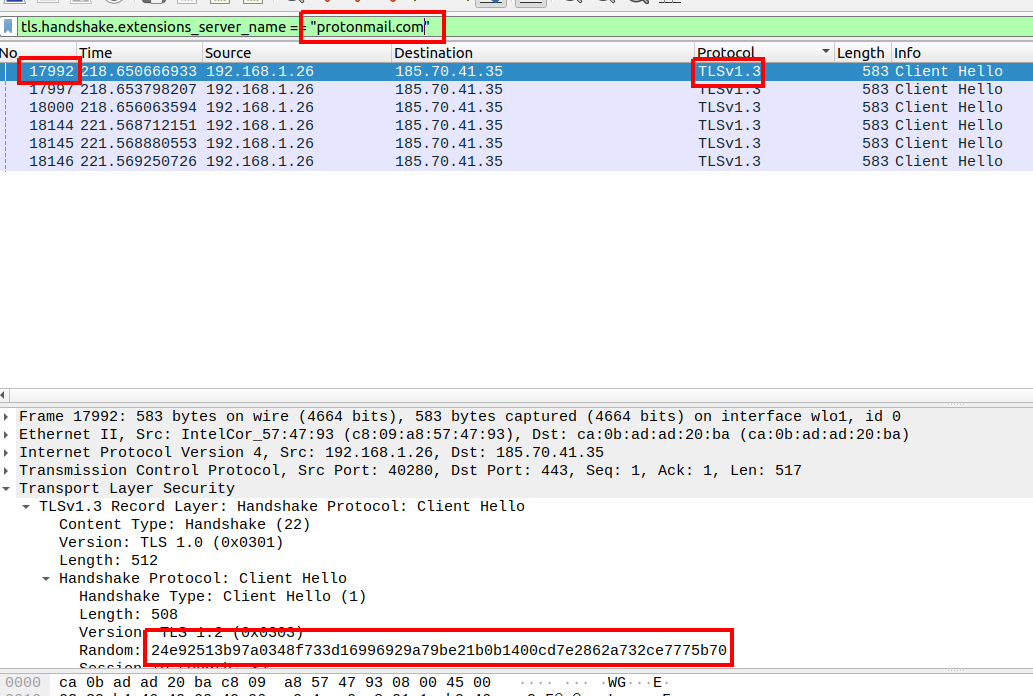 tls.handshake.extensions_server_name == "protonmail.com"
No. Time Source Destination Protocol Length Info
17992 218.650666933 192.168.1.26 185.70.41.35 TLSv1.3 583 Client Hello
17997 218.653798207 192.168.1.26 185.70.41.35 TLSv1.3 583 Client Hello
18000 218.656063594 192.168.1.26 185.70.41.35 TLSv1.3 583 Client Hello
18144 221.568712151 192.168.1.26 185.70.41.35 TLSv1.3 583 Client Hello
18145 221.568880553 192.168.1.26 185.70.41.35 TLSv1.3 583 Client Hello
18146 221.569250726 192.168.1.26 185.70.41.35 TLSv1.3 583 Client Hello
Frame 17992: 583 bytes on wire (4664 bits), 583 bytes captured (4664 bits) on interface wlo1, id 0
Ethernet II, Src: IntelCor_57:47:93 (c8:09:a8:57:47:93), Dst: ca:0b:ad:ad:20:ba (ca:0b:ad:ad:20:ba)
Internet Protocol Version 4, Src: 192.168.1.26, Dst: 185.70.41.35
Transmission Control Protocol, Src Port: 40280, Dst Port: 443, Seq: 1, Ack: 1, Len: 517
Transport Layer Security
TLSv1.3 Record Layer: Handshake Protocol: Client Hello
Content Type: Handshake (22)
Version: TLS 1.0 (0x0301)
Length: 512
Handshake Protocol: Client Hello
Handshake Type: Client Hello (1)
Length: 508
Version: TLS 1.2 (0x0303)
Random: 24e92513b97a0348f733d16996929a79be21b0b1400cd7e2862a732ce7775b70
0000 ca 0b ad ad 20 ba c8 09 a8 57 47 93 08 00 45 00 ···· ··· ·WG···E·